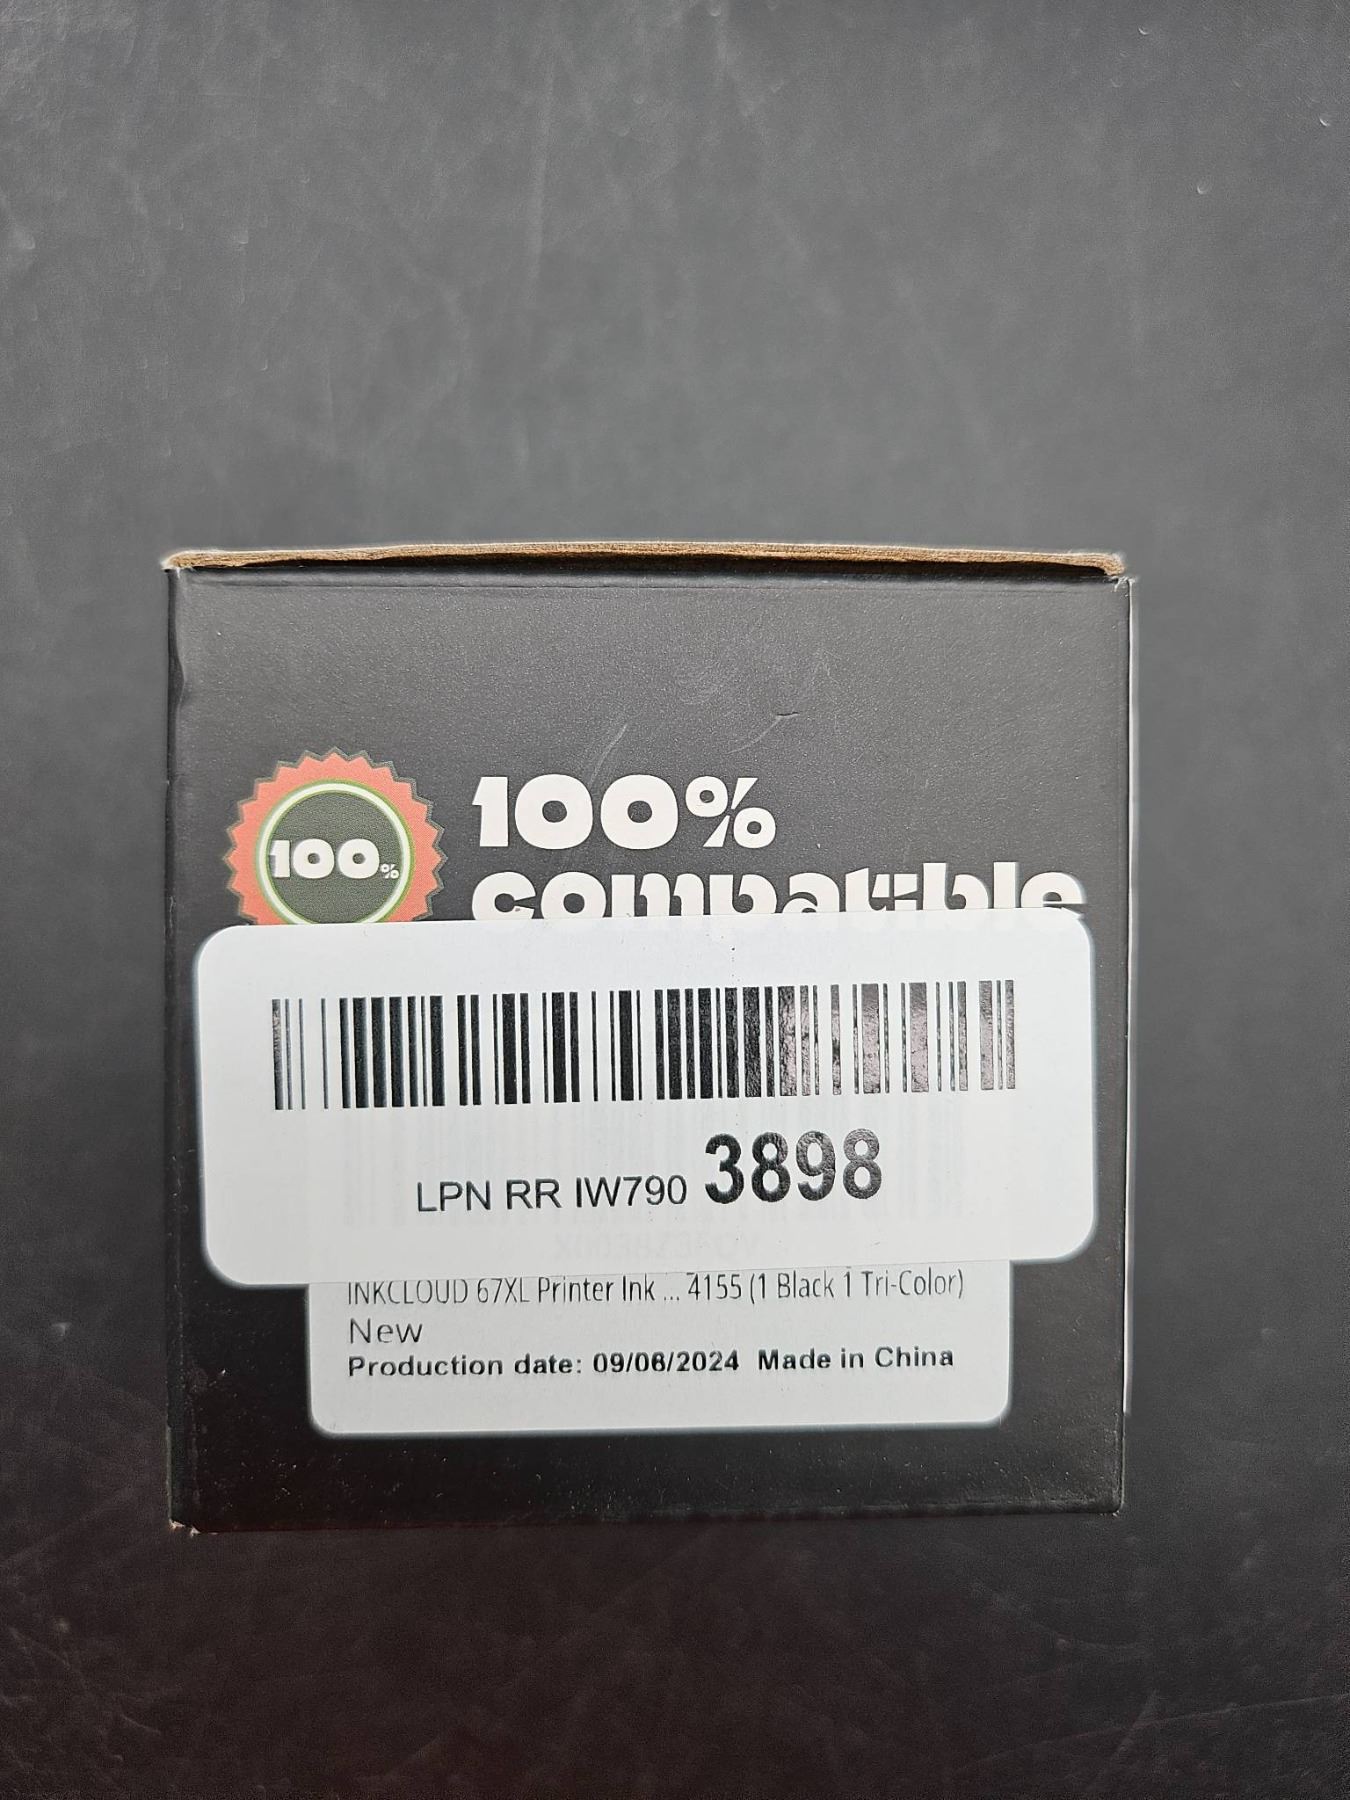 100%
100%
compatible
LPN RR IW790 3898
INKCLOUD 67XL Printer Ink ... 4155 (1 Black 1 Tri-Color)
New
Production date: 09/06/2024 Made in China